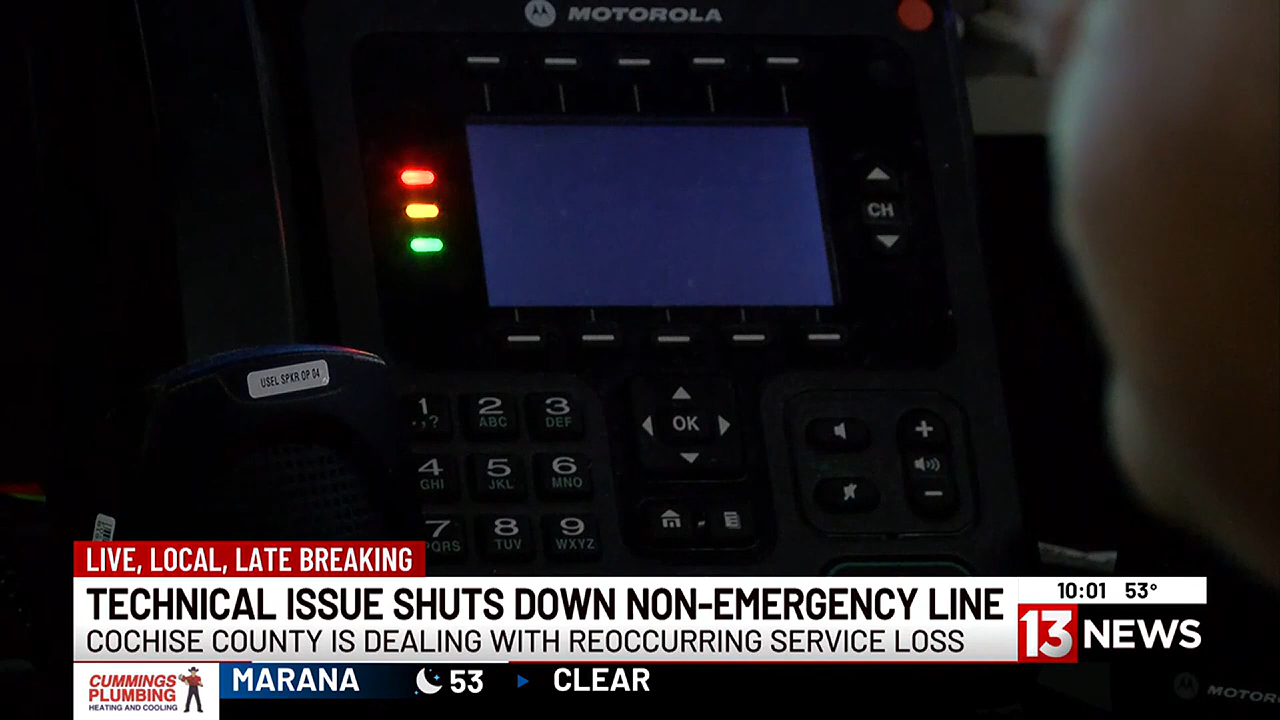 MOTOROLA
CH
USEL SPKR OP 04
1 2 3
.,? ABC DEF
OK
4 5 6
GHI JKL MNO
7 8 9
PQRS TUV WXYZ
LIVE, LOCAL, LATE BREAKING
TECHNICAL ISSUE SHUTS DOWN NON-EMERGENCY LINE
COCHISE COUNTY IS DEALING WITH REOCCURRING SERVICE LOSS
10:01 53°
13 NEWS
CUMMINGS
PLUMBING
HEATING AND COOLING
MARANA 53 CLEAR
MOTOR